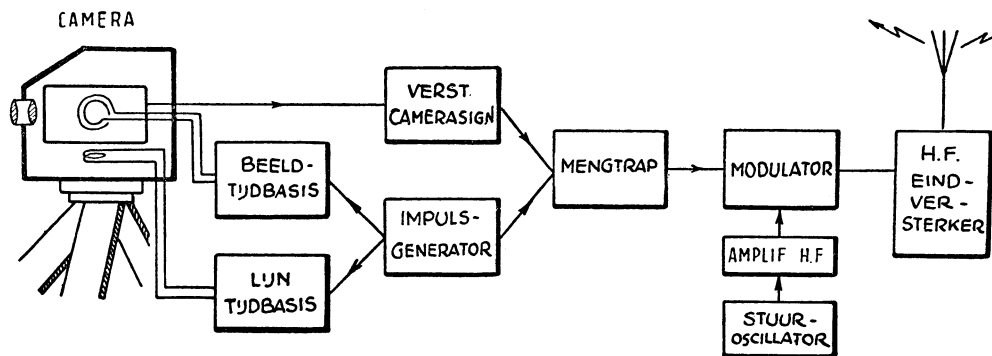 CAMERA
VERST.
CAMERASIGN
BEELD-
TIJDBASIS
IMPULS-
GENERATOR
LIJN
TIJDBASIS
MENGTRAP
MODULATOR
AMPLIF H.F
STUUR-
OSCILLATOR
H.F.
EIND-
VER-
STERKER